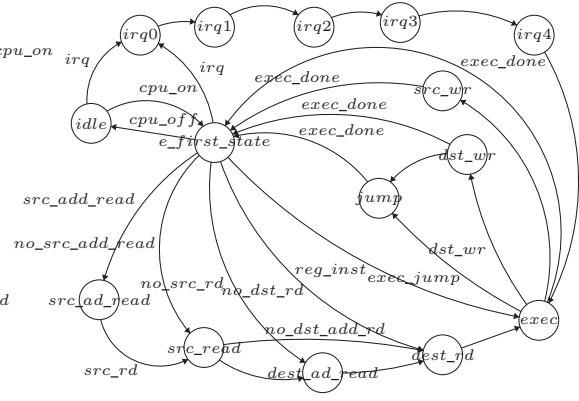 irq0
irq1
irq2
irq3
irq4
cpu_on
irq
irq
exec_done
exec_done
cpu_on
src_wr
exec_done
idle
cpu_off
exec_done
e_first_state
dst_wr
src_add_read
jump
no_src_add_read
dst_wr
no_src_rd
no_dst_rd
reg_inst
exec_jump
d
src_ad_read
exec
no_dst_add_rd
src_read
dest_rd
src_rd
dest_ad_read